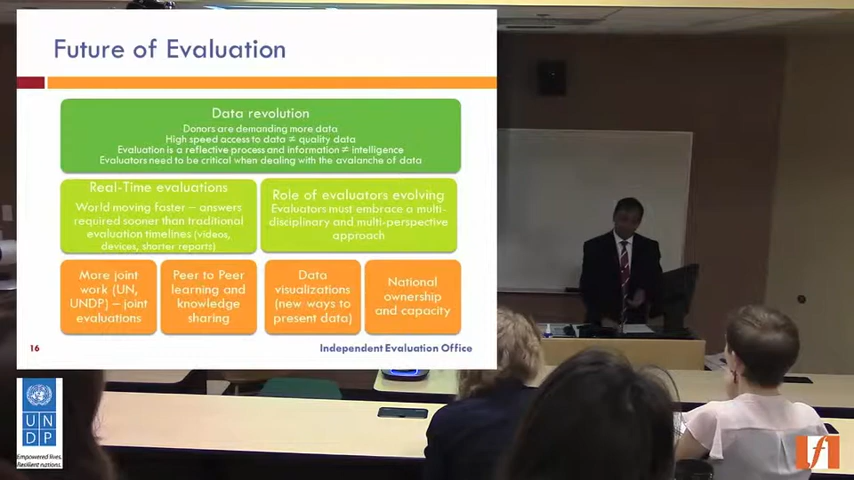 Future of Evaluation
Data revolution
Donors are demanding more data
High speed access to data ≠ quality data
Evaluation is a reflective process and information ≠ intelligence
Evaluators need to be critical when dealing with the avalanche of data
Real-Time evaluations
World moving faster – answers
required sooner than traditional
evaluation timelines (videos,
devices, shorter reports)
Role of evaluators evolving
Evaluators must embrace a multi-
disciplinary and multi-perspective
approach
More joint
work (UN,
UNDP) – joint
evaluations
Peer to Peer
learning and
knowledge
sharing
Data
visualizations
(new ways to
present data)
National
ownership
and capacity
16
Independent Evaluation Office
U N
D P
Empowered lives.
Resilient nations.
f